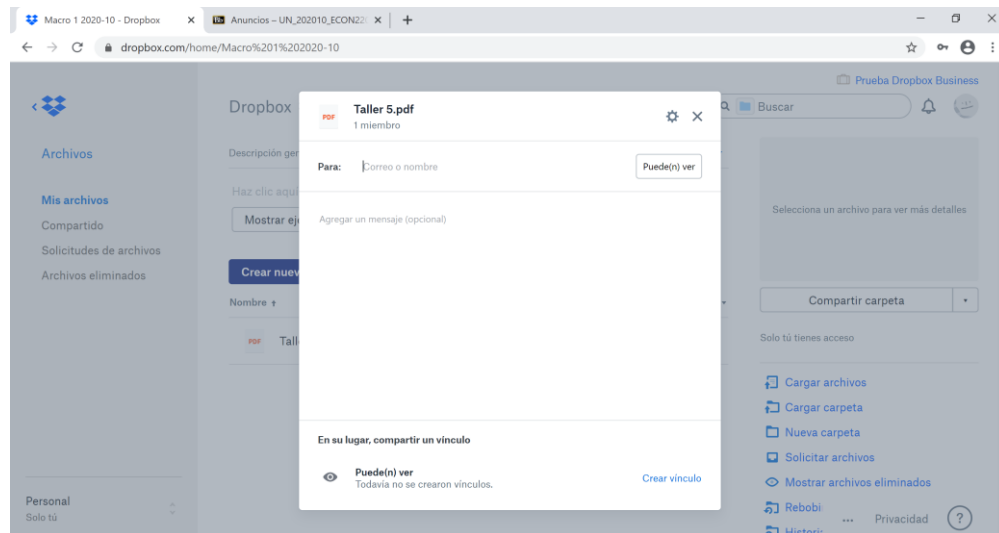 Macro 1 2020-10 - Dropbox
Anuncios – UN_202010_ECON22
dropbox.com/home/Macro%201%202020-10
Prueba Dropbox Business
Dropbox
Buscar
Archivos
Descripción ger
Haz clic aquí
Mostrar eje
Mis archivos
Compartido
Solicitudes de archivos
Archivos eliminados
Crear nuev
Nombre ↑
PDF Tall
PDF
Taller 5.pdf
1 miembro
Para: Correo o nombre
Puede(n) ver
Agregar un mensaje (opcional)
En su lugar, compartir un vínculo
Puede(n) ver
Todavía no se crearon vínculos.
Crear vínculo
Selecciona un archivo para ver más detalles
Compartir carpeta
Solo tú tienes acceso
Cargar archivos
Cargar carpeta
Nueva carpeta
Solicitar archivos
Mostrar archivos eliminados
Rebobi
... Privacidad ?
Personal
Solo tú